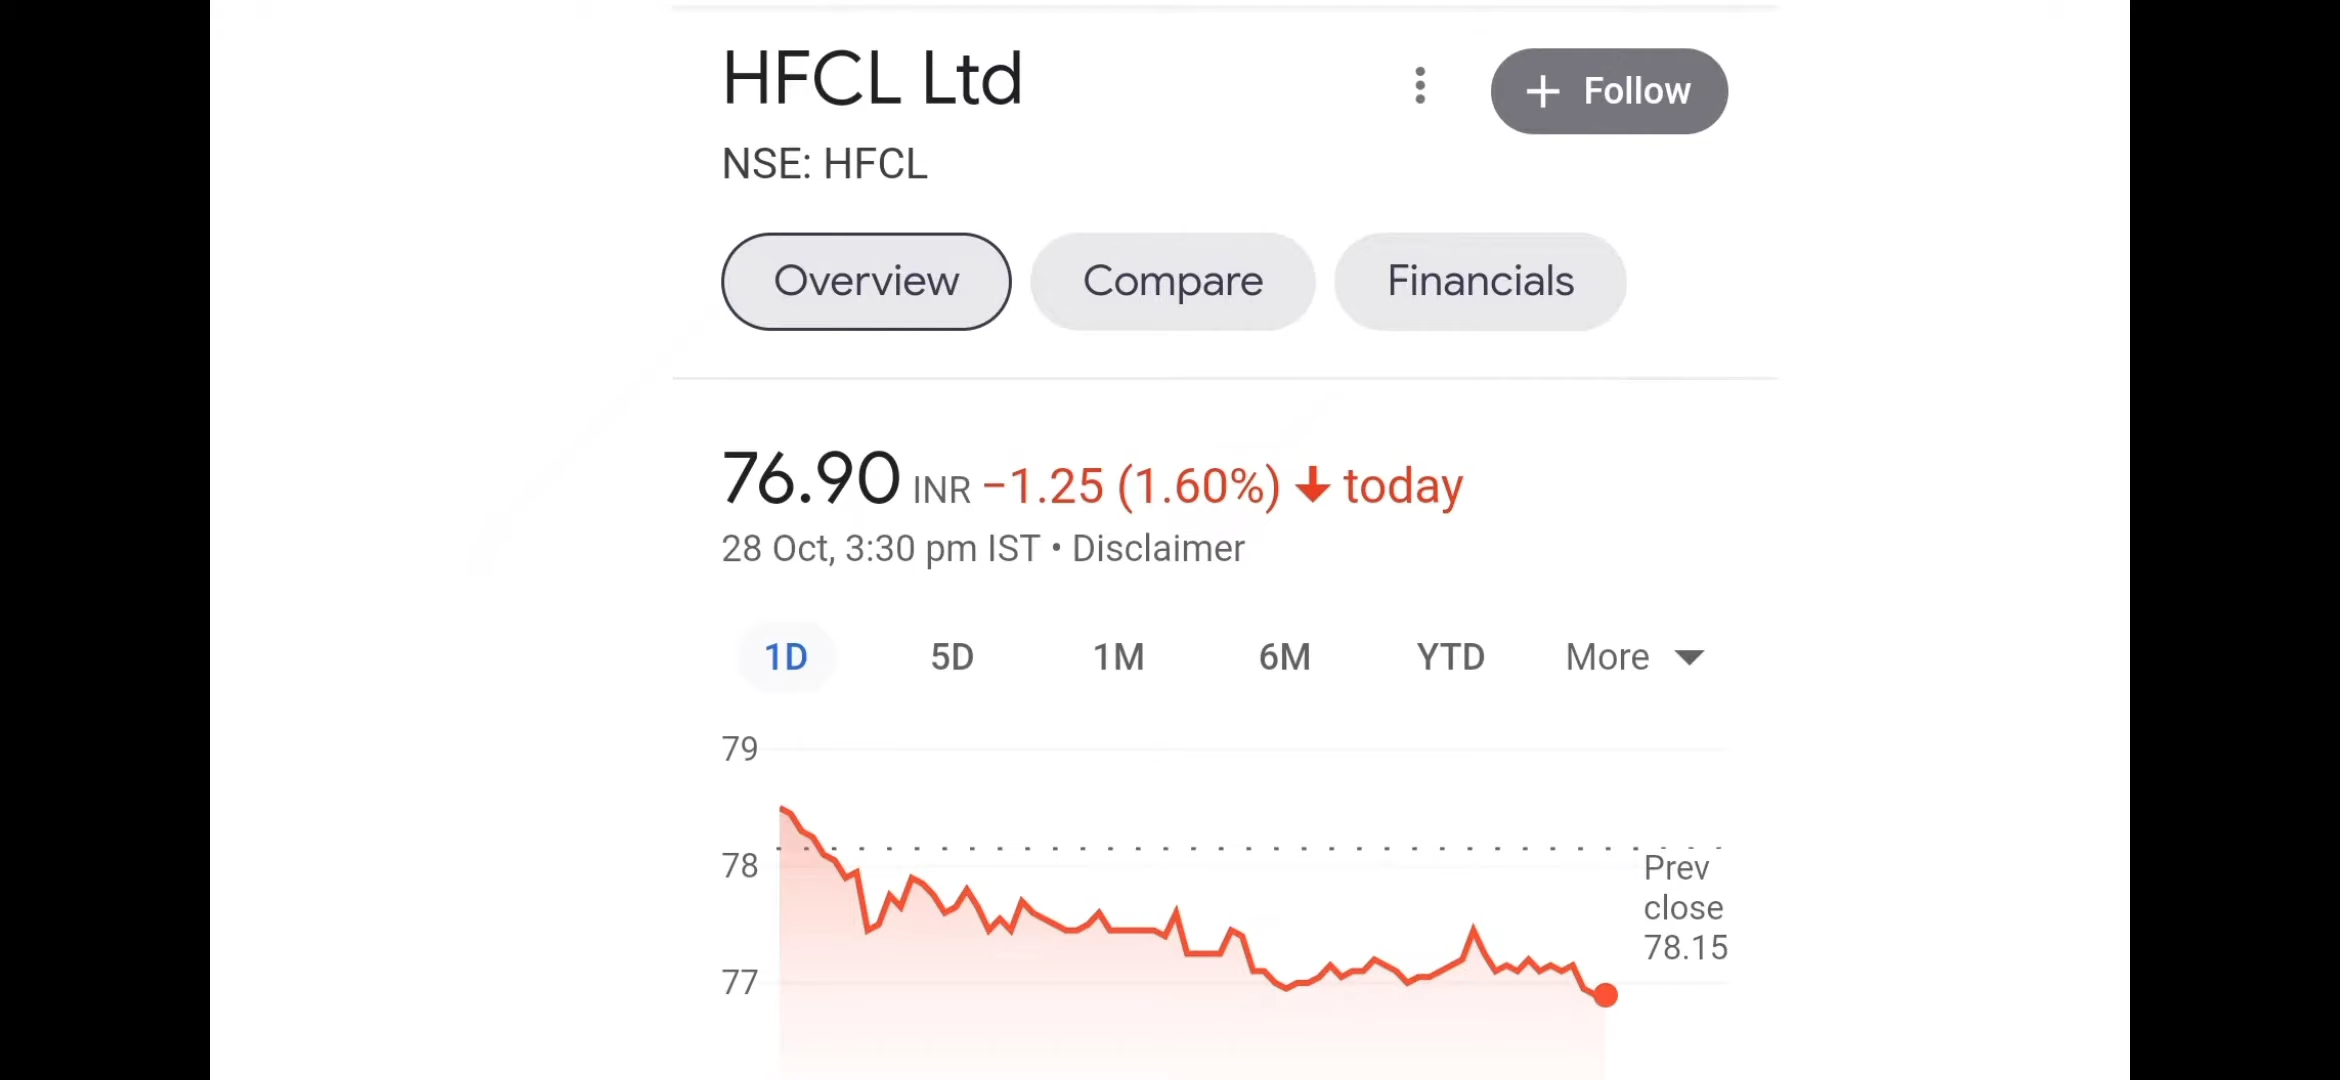 HFCL Ltd
+ Follow
NSE: HFCL
Overview
Compare
Financials
76.90 INR −1.25 (1.60%) ↓ today
28 Oct, 3:30 pm IST • Disclaimer
1D 5D 1M 6M YTD More
79
78
77
Prev
close
78.15